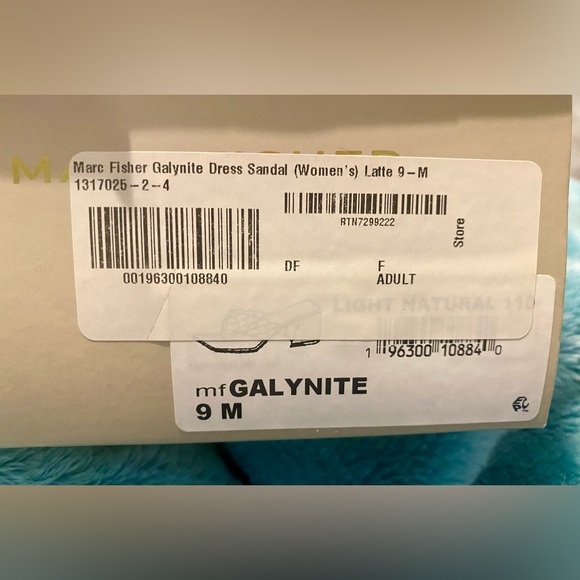 Marc Fisher Galynite Dress Sandal (Women's) Latte 9-M
1317025-2-4
RTN7299222
Store
00196300108840
DF
F
ADULT
LIGHT NATURAL 110
1 96300 10884 0
mfGALYNITE
9 M